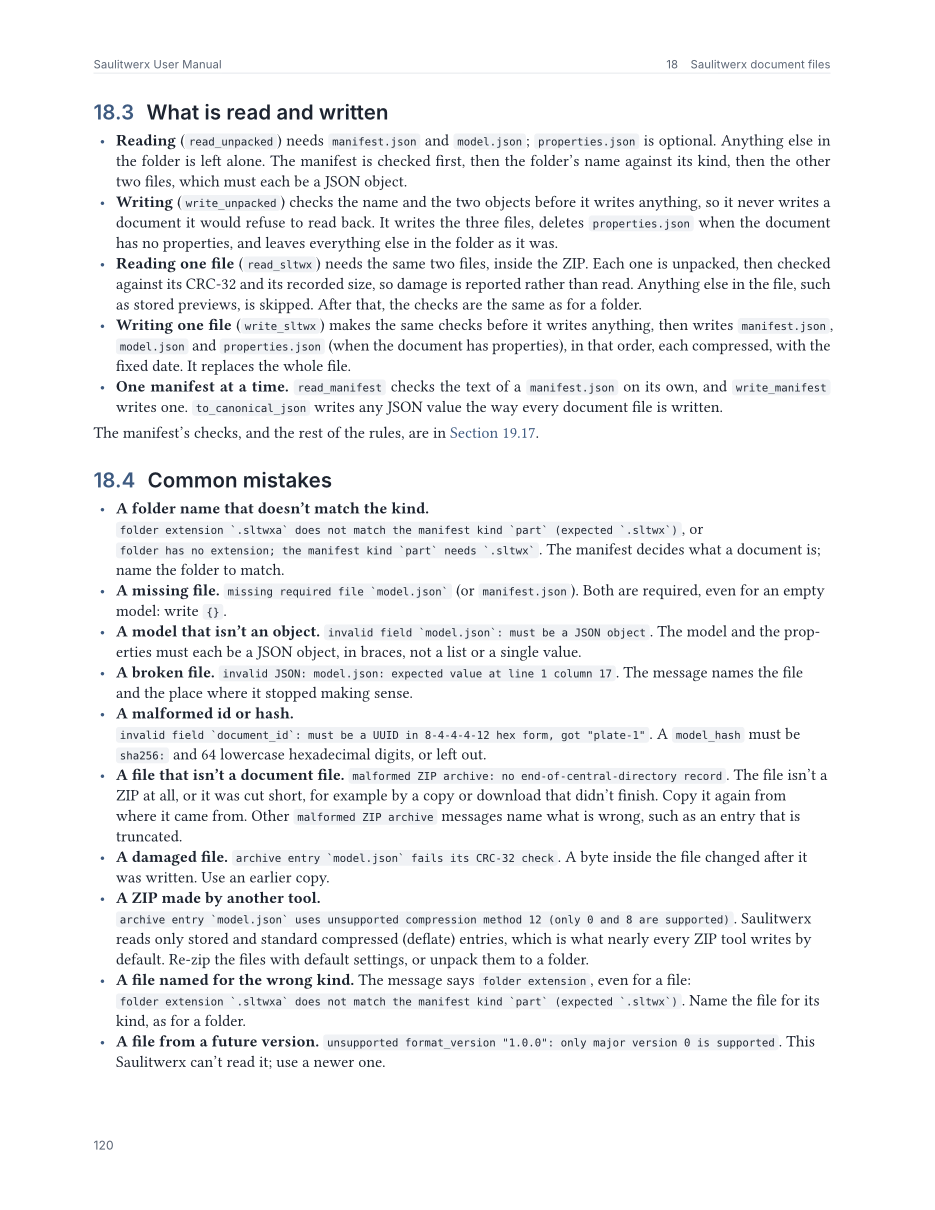 Saulitwerx User Manual
18 Saulitwerx document files
18.3 What is read and written
• Reading ( read_unpacked ) needs manifest.json and model.json ; properties.json is optional. Anything else in
the folder is left alone. The manifest is checked first, then the folder’s name against its kind, then the other
two files, which must each be a JSON object.
• Writing ( write_unpacked ) checks the name and the two objects before it writes anything, so it never writes a
document it would refuse to read back. It writes the three files, deletes properties.json when the document
has no properties, and leaves everything else in the folder as it was.
• Reading one file ( read_sltwx ) needs the same two files, inside the ZIP. Each one is unpacked, then checked
against its CRC-32 and its recorded size, so damage is reported rather than read. Anything else in the file, such
as stored previews, is skipped. After that, the checks are the same as for a folder.
• Writing one file ( write_sltwx ) makes the same checks before it writes anything, then writes manifest.json ,
model.json and properties.json (when the document has properties), in that order, each compressed, with the
fixed date. It replaces the whole file.
• One manifest at a time. read_manifest checks the text of a manifest.json on its own, and write_manifest
writes one. to_canonical_json writes any JSON value the way every document file is written.
The manifest’s checks, and the rest of the rules, are in Section 19.17.
18.4 Common mistakes
• A folder name that doesn’t match the kind.
folder extension `.sltwxa` does not match the manifest kind `part` (expected `.sltwx`) , or
folder has no extension; the manifest kind `part` needs `.sltwx` . The manifest decides what a document is;
name the folder to match.
• A missing file. missing required file `model.json` (or manifest.json ). Both are required, even for an empty
model: write {} .
• A model that isn’t an object. invalid field `model.json`: must be a JSON object . The model and the prop-
erties must each be a JSON object, in braces, not a list or a single value.
• A broken file. invalid JSON: model.json: expected value at line 1 column 17 . The message names the file
and the place where it stopped making sense.
• A malformed id or hash.
invalid field `document_id`: must be a UUID in 8-4-4-4-12 hex form, got "plate-1" . A model_hash must be
sha256: and 64 lowercase hexadecimal digits, or left out.
• A file that isn’t a document file. malformed ZIP archive: no end-of-central-directory record . The file isn’t a
ZIP at all, or it was cut short, for example by a copy or download that didn’t finish. Copy it again from
where it came from. Other malformed ZIP archive messages name what is wrong, such as an entry that is
truncated.
• A damaged file. archive entry `model.json` fails its CRC-32 check . A byte inside the file changed after it
was written. Use an earlier copy.
• A ZIP made by another tool.
archive entry `model.json` uses unsupported compression method 12 (only 0 and 8 are supported) . Saulitwerx
reads only stored and standard compressed (deflate) entries, which is what nearly every ZIP tool writes by
default. Re-zip the files with default settings, or unpack them to a folder.
• A file named for the wrong kind. The message says folder extension , even for a file:
folder extension `.sltwxa` does not match the manifest kind `part` (expected `.sltwx`) . Name the file for its
kind, as for a folder.
• A file from a future version. unsupported format_version "1.0.0": only major version 0 is supported . This
Saulitwerx can’t read it; use a newer one.
120